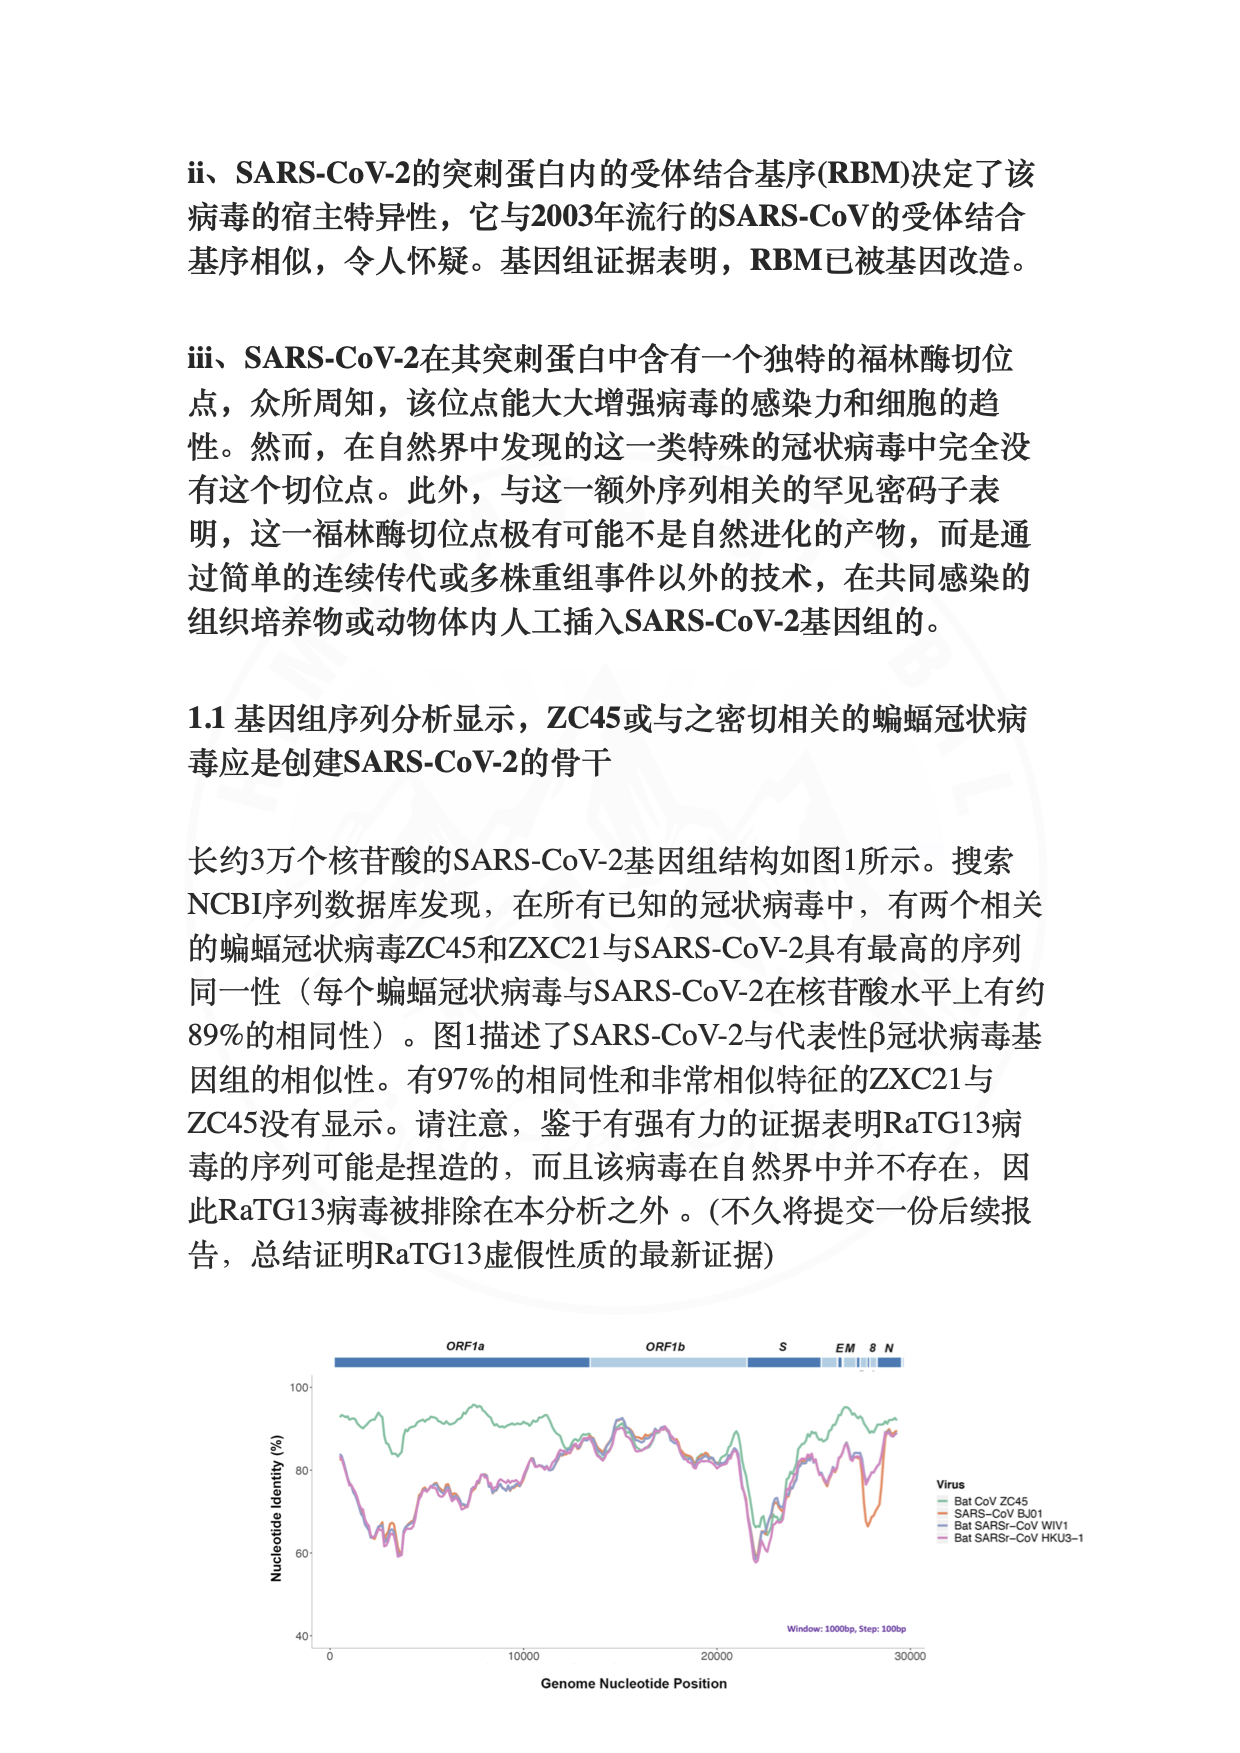 ii、SARS-CoV-2的突刺蛋白内的受体结合基序(RBM)决定了该
病毒的宿主特异性，它与2003年流行的SARS-CoV的受体结合
基序相似，令人怀疑。基因组证据表明，RBM已被基因改造。
iii、SARS-CoV-2在其突刺蛋白中含有一个独特的福林酶切位
点，众所周知，该位点能大大增强病毒的感染力和细胞的趋
性。然而，在自然界中发现的这一类特殊的冠状病毒中完全没
有这个切位点。此外，与这一额外序列相关的罕见密码子表
明，这一福林酶切位点极有可能不是自然进化的产物，而是通
过简单的连续传代或多株重组事件以外的技术，在共同感染的
组织培养物或动物体内人工插入SARS-CoV-2基因组的。
1.1 基因组序列分析显示，ZC45或与之密切相关的蝙蝠冠状病
毒应是创建SARS-CoV-2的骨干
长约3万个核苷酸的SARS-CoV-2基因组结构如图1所示。搜索
NCBI序列数据库发现，在所有已知的冠状病毒中，有两个相关
的蝙蝠冠状病毒ZC45和ZXC21与SARS-CoV-2具有最高的序列
同一性（每个蝙蝠冠状病毒与SARS-CoV-2在核苷酸水平上有约
89%的相同性）。图1描述了SARS-CoV-2与代表性β冠状病毒基
因组的相似性。有97%的相同性和非常相似特征的ZXC21与
ZC45没有显示。请注意，鉴于有强有力的证据表明RaTG13病
毒的序列可能是捏造的，而且该病毒在自然界中并不存在，因
此RaTG13病毒被排除在本分析之外 。(不久将提交一份后续报
告，总结证明RaTG13虚假性质的最新证据)
ORF1a ORF1b S E M 8 N
100
80
60
40
Nucleotide Identity (%)
Virus
Bat CoV ZC45
SARS-CoV BJ01
Bat SARSr-CoV WIV1
Bat SARSr-CoV HKU3-1
Window: 1000bp, Step: 100bp
0 10000 20000 30000
Genome Nucleotide Position